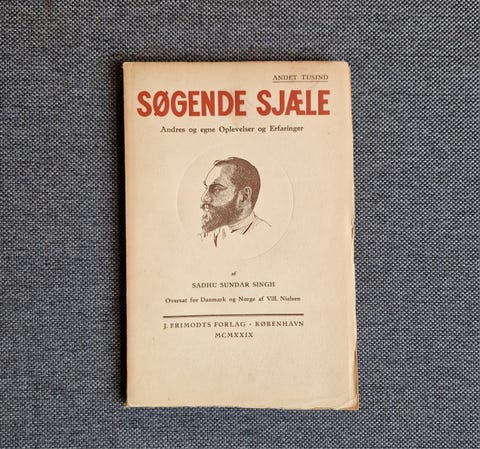 ANDET TUSIND
SØGENDE SJÆLE
Andres og egne Oplevelser og Erfaringer
af
SADHU SUNDAR SINGH
Oversat for Danmark og Norge af Vill. Nielsen
J. FRIMODTS FORLAG · KØBENHAVN
MCMXXIX